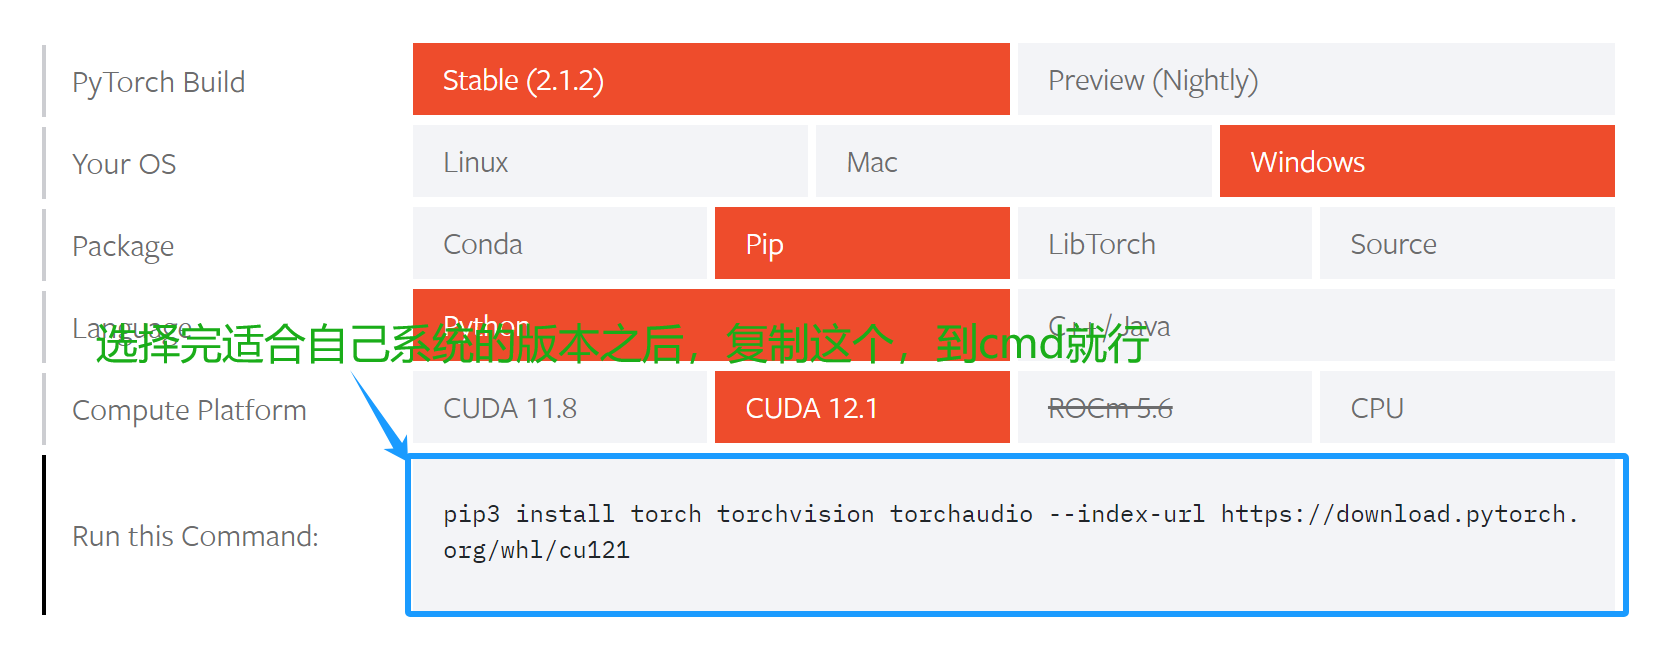 PyTorch Build
Stable (2.1.2)
Preview (Nightly)
Your OS
Linux
Mac
Windows
Package
Conda
Pip
LibTorch
Source
Language
Python
C++/Java
选择完适合自己系统的版本之后，复制这个，到cmd就行
Compute Platform
CUDA 11.8
CUDA 12.1
ROCm 5.6
CPU
Run this Command:
pip3 install torch torchvision torchaudio --index-url https://download.pytorch.
org/whl/cu121